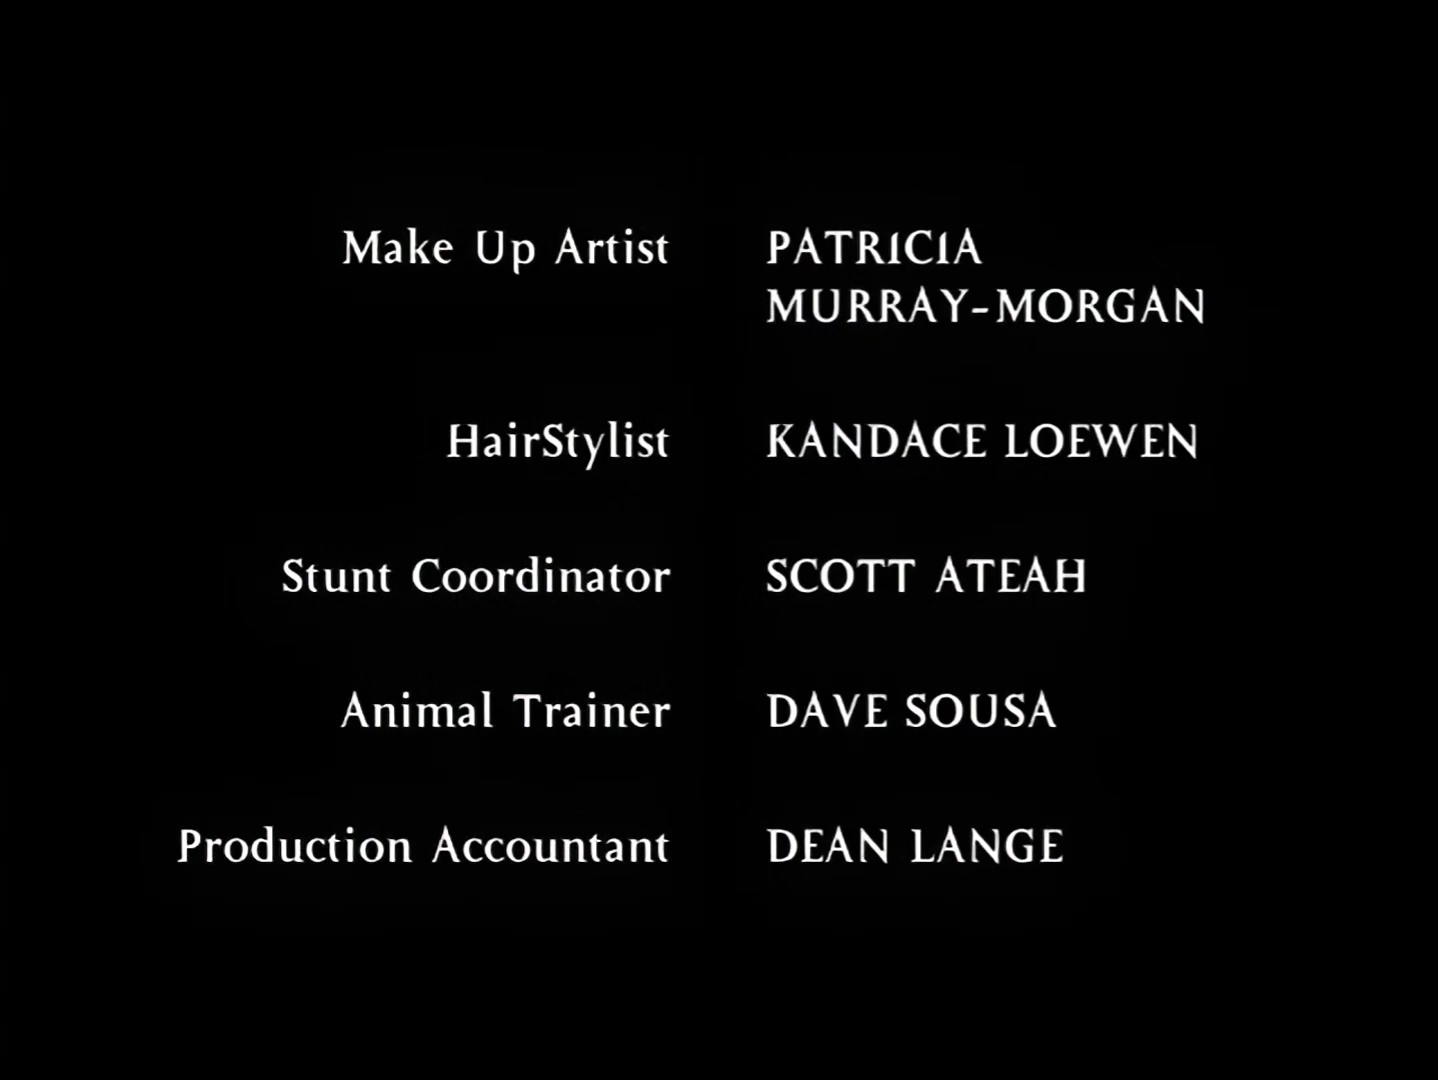 Make Up Artist PATRICIA
MURRAY-MORGAN
HairStylist KANDACE LOEWEN
Stunt Coordinator SCOTT ATEAH
Animal Trainer DAVE SOUSA
Production Accountant DEAN LANGE